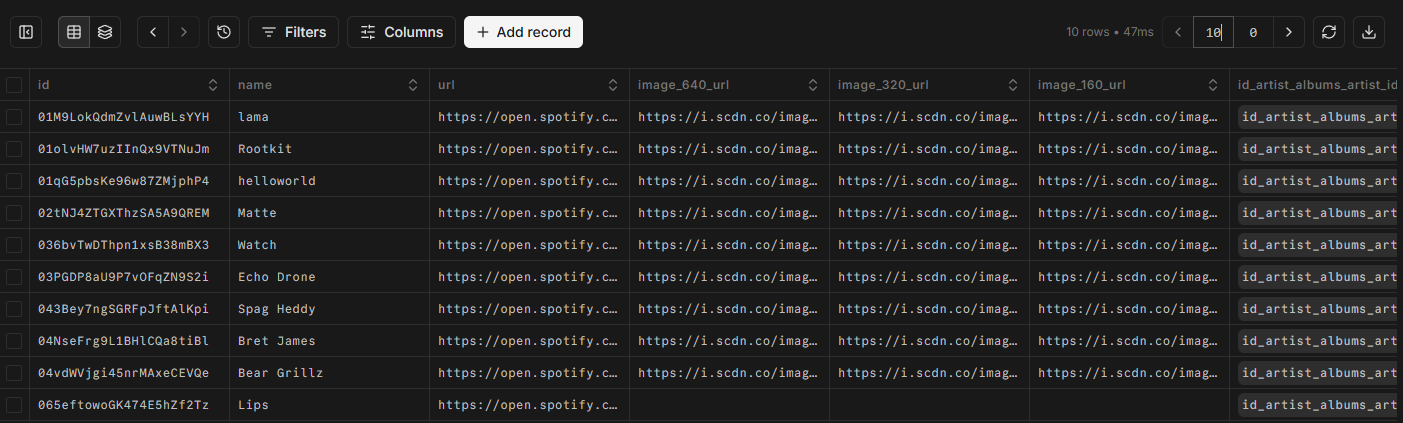 Filters Columns + Add record 10 rows • 47ms 10 0
id name url image_640_url image_320_url image_160_url id_artist_albums_artist_id
01M9LokQdmZvlAuwBLsYYH lama https://open.spotify.c… https://i.scdn.co/imag… https://i.scdn.co/imag… https://i.scdn.co/imag… id_artist_albums_art
01olvHW7uzIInQx9VTNuJm Rootkit https://open.spotify.c… https://i.scdn.co/imag… https://i.scdn.co/imag… https://i.scdn.co/imag… id_artist_albums_art
01qG5pbsKe96w87ZMjphP4 helloworld https://open.spotify.c… https://i.scdn.co/imag… https://i.scdn.co/imag… https://i.scdn.co/imag… id_artist_albums_art
02tNJ4ZTGXThzSA5A9QREM Matte https://open.spotify.c… https://i.scdn.co/imag… https://i.scdn.co/imag… https://i.scdn.co/imag… id_artist_albums_art
036bvTwDThpn1xsB38mBX3 Watch https://open.spotify.c… https://i.scdn.co/imag… https://i.scdn.co/imag… https://i.scdn.co/imag… id_artist_albums_art
03PGDP8aU9P7vOFqZN9S2i Echo Drone https://open.spotify.c… https://i.scdn.co/imag… https://i.scdn.co/imag… https://i.scdn.co/imag… id_artist_albums_art
043Bey7ngSGRFpJftAlKpi Spag Heddy https://open.spotify.c… https://i.scdn.co/imag… https://i.scdn.co/imag… https://i.scdn.co/imag… id_artist_albums_art
04NseFrg9L1BHlCQa8tiBl Bret James https://open.spotify.c… https://i.scdn.co/imag… https://i.scdn.co/imag… https://i.scdn.co/imag… id_artist_albums_art
04vdWVjgi45nrMAxeCEVQe Bear Grillz https://open.spotify.c… https://i.scdn.co/imag… https://i.scdn.co/imag… https://i.scdn.co/imag… id_artist_albums_art
065eftowoGK474E5hZf2Tz Lips https://open.spotify.c… id_artist_albums_art